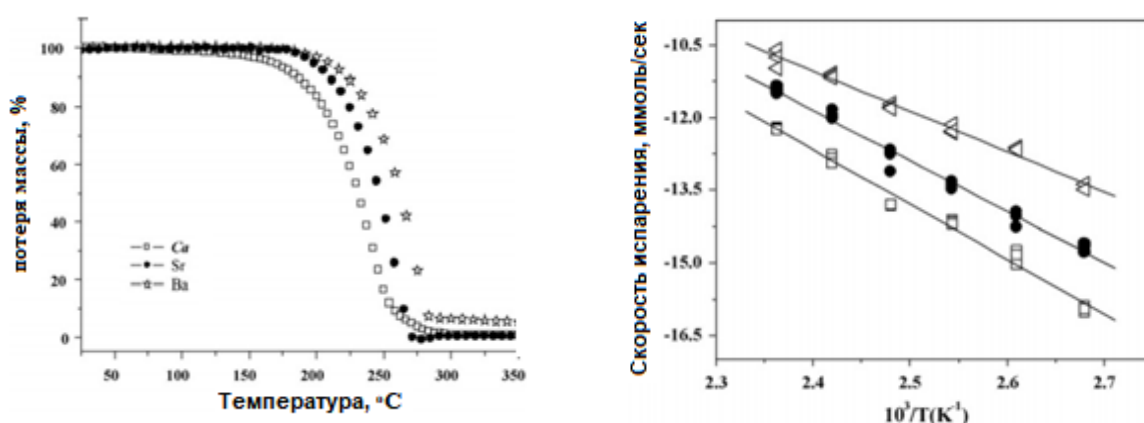 потеря массы, %
100
80
60
40
20
0
Ca
Sr
Ba
50 100 150 200 250 300 350
Температура, °C
Скорость испарения, ммоль/сек
-10.5
-12.0
-13.5
-15.0
-16.5
2.3 2.4 2.5 2.6 2.7
10³/T(K⁻¹)